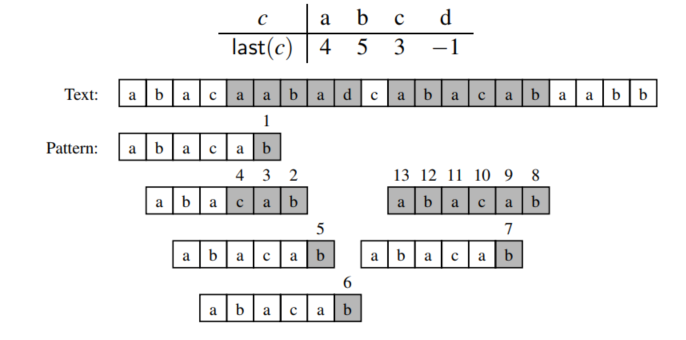 c a b c d
last(c) 4 5 3 −1
Text: a b a c a a b a d c a b a c a b a a b b
1
Pattern: a b a c a b
4 3 2 13 12 11 10 9 8
a b a c a b a b a c a b
5 7
a b a c a b a b a c a b
6
a b a c a b